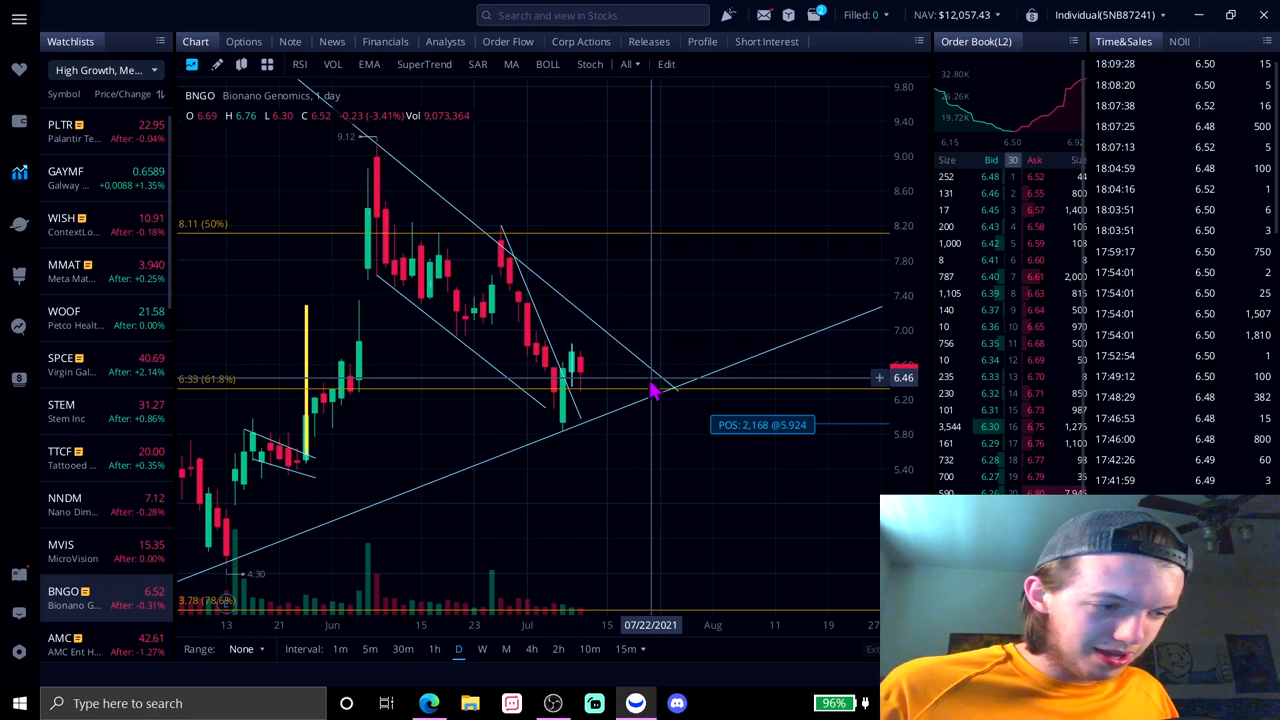 Search and view in Stocks
2
Filled: 0
NAV: $12,057.43
Individual(5NB87241)
Watchlists
Chart Options Note News Financials Analysts Order Flow Corp Actions Releases Profile Short Interest
Order Book(L2)
Time&Sales NOII
High Growth, Me...
RSI VOL EMA SuperTrend SAR MA BOLL Stoch All Edit
Symbol Price/Change
BNGO Bionano Genomics, 1 day
O 6.69 H 6.76 L 6.30 C 6.52 -0.23 (-3.41%) Vol 9,073,364
PLTR 22.95
Palantir Te... After: -0.04%
GAYMF 0.6589
Galway ... +0.0088 +1.35%
WISH 10.91
ContextLo... After: -0.18%
MMAT 3.940
Meta Mat... After: +0.25%
WOOF 21.58
Petco Healt... After: 0.00%
SPCE 40.69
Virgin Gal... After: +2.14%
STEM 31.27
Stem Inc After: +0.86%
TTCF 20.00
Tattooed ... After: +0.35%
NNDM 7.12
Nano Dim... After: -0.28%
MVIS 15.35
MicroVision After: 0.00%
BNGO 6.52
Bionano G... After: -0.31%
AMC 42.61
AMC Ent H... After: -1.27%
9.12
8.11 (50%)
6.33 (61.8%)
POS: 2,168 @5.924
4.30
3.78 (78.6%)
E
9.80
9.40
9.00
8.60
8.20
7.80
7.40
7.00
6.46
6.20
5.80
5.40
13 21 Jun 15 23 Jul 15 07/22/2021 Aug 11 19 27
Range: None Interval: 1m 5m 30m 1h D W M 4h 2h 10m 15m Ext
32.80K
26.26K
19.72K
6.15 6.50 6.92
Size Bid 30 Ask Size
252 6.48 1 6.52 44
131 6.46 2 6.55 800
17 6.45 3 6.57 1,400
200 6.43 4 6.58 105
1,000 6.42 5 6.59 103
8 6.41 6 6.60 8
787 6.40 7 6.61 2,000
1,105 6.39 8 6.63 815
140 6.37 9 6.64 300
10 6.36 10 6.65 970
756 6.35 11 6.68 500
10 6.34 12 6.69 50
235 6.33 13 6.70 382
230 6.32 14 6.71 850
101 6.31 15 6.73 987
3,544 6.30 16 6.75 1,275
161 6.29 17 6.76 1,100
732 6.28 18 6.77 93
700 6.27 19 6.79 35
590 6.26 20 6.80 7,945
18:09:28 6.50 15
18:08:20 6.50 5
18:07:38 6.52 16
18:07:25 6.48 500
18:07:13 6.52 5
18:04:59 6.48 100
18:04:16 6.52 1
18:03:51 6.50 6
18:03:51 6.50 3
17:59:17 6.52 750
17:54:01 6.52 2
17:54:01 6.52 25
17:54:01 6.52 1,507
17:54:01 6.52 1,810
17:52:54 6.52 1
17:49:12 6.52 100
17:48:29 6.52 382
17:46:53 6.48 15
17:46:00 6.48 800
17:42:26 6.49 60
17:41:59 6.49 3
Type here to search
96%